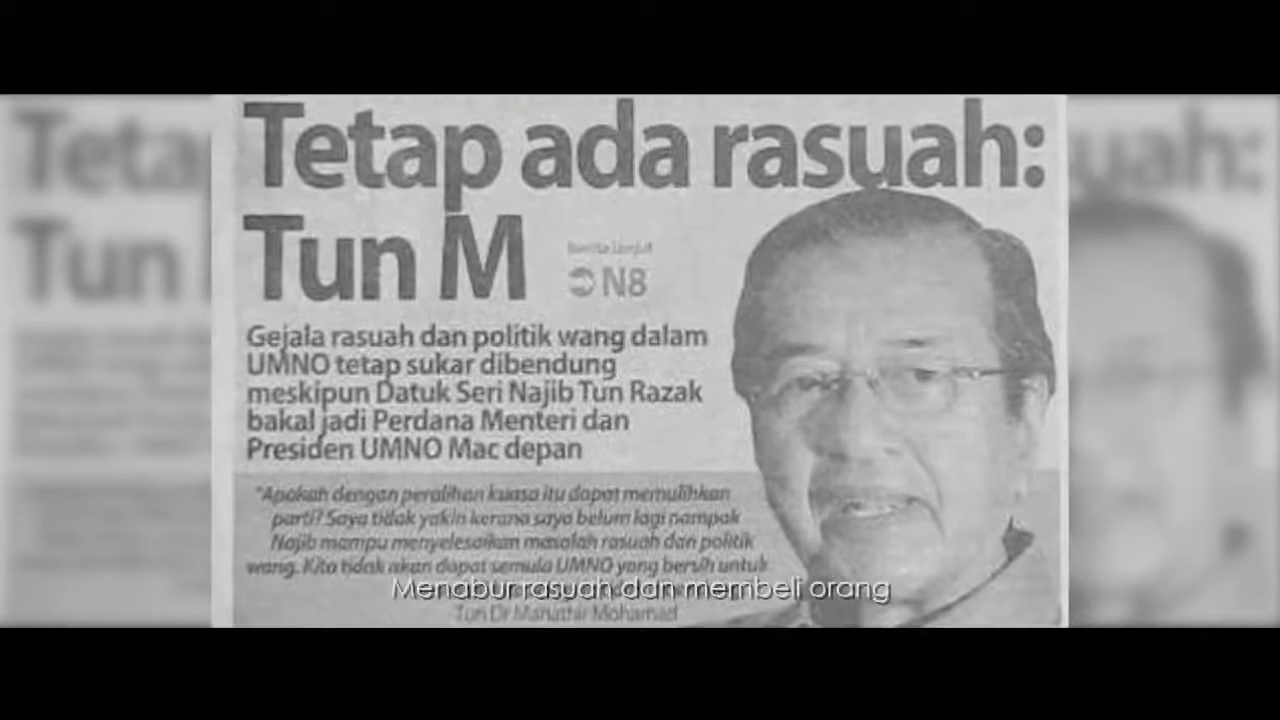 Tetap ada rasuah:
Tun M
Berita lanjut
N8
Gejala rasuah dan politik wang dalam
UMNO tetap sukar dibendung
meskipun Datuk Seri Najib Tun Razak
bakal jadi Perdana Menteri dan
Presiden UMNO Mac depan
"Apakah dengan peralihan kuasa itu dapat memulihkan
parti? Saya tidak yakin kerana saya belum lagi nampak
Najib mampu menyelesaikan masalah rasuah dan politik
wang. Kita tidak akan dapat semula UMNO yang bersih untuk
Menabur rasuah dan membeli orang
Tun Dr Mahathir Mohamad
Teta
Tun
uah: